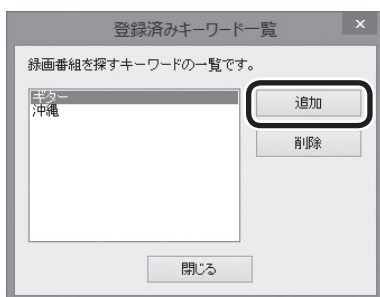 登録済みキーワード一覧
×
録画番組を探すキーワードの一覧です。
ギター
沖縄
追加
削除
閉じる